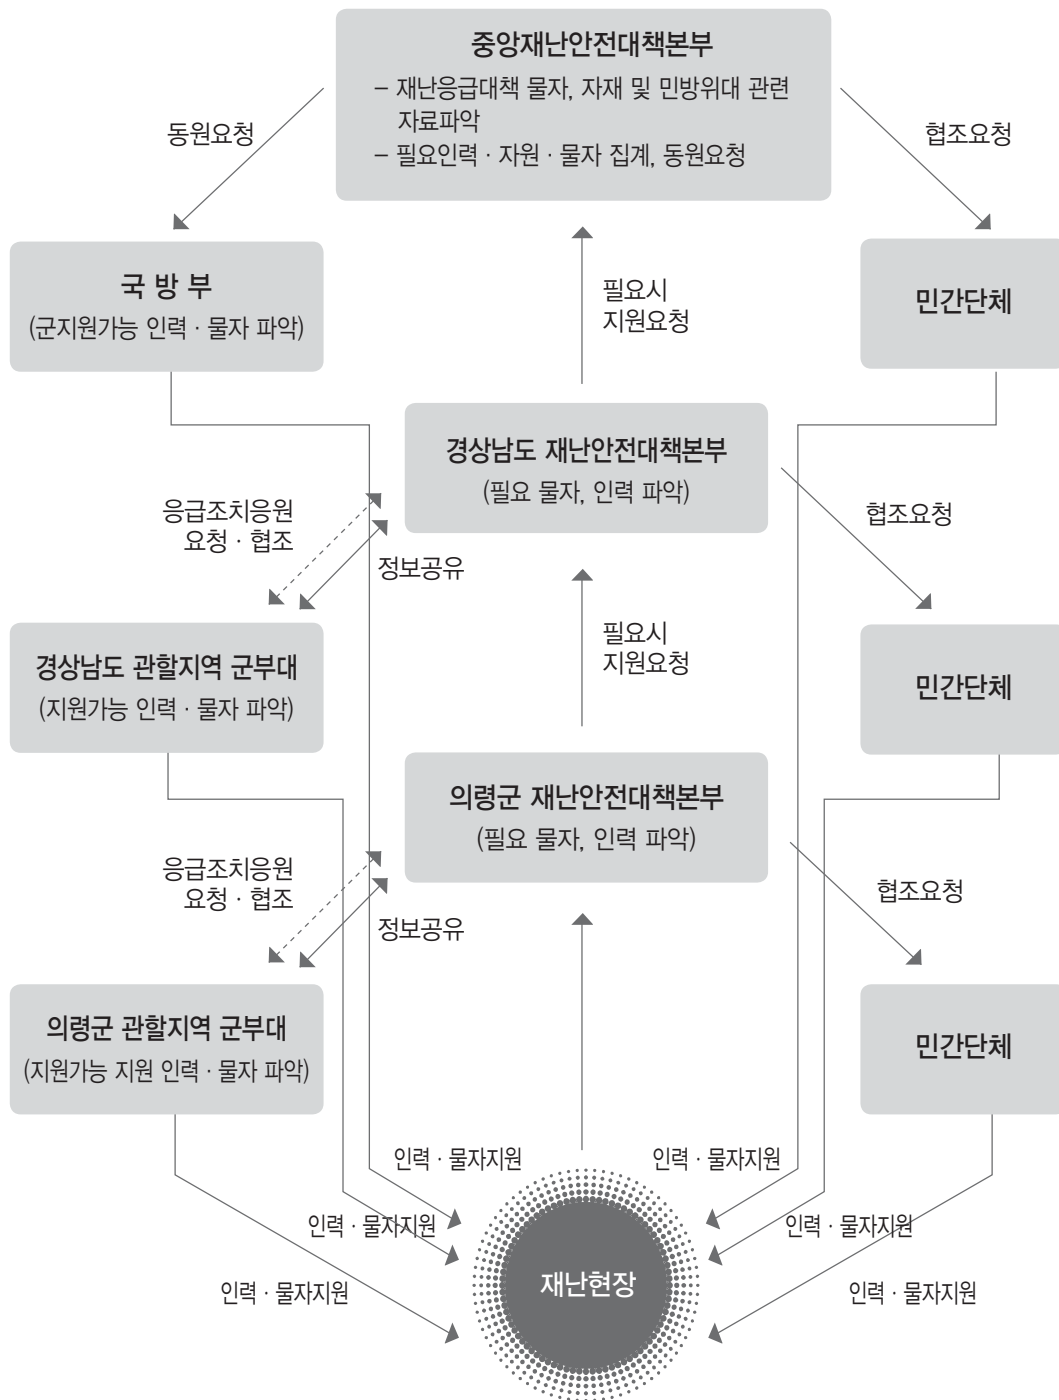 중앙재난안전대책본부
– 재난응급대책 물자, 자재 및 민방위대 관련
자료파악
– 필요인력 · 자원 · 물자 집계, 동원요청
동원요청
협조요청
국 방 부
(군지원가능 인력 · 물자 파악)
필요시
지원요청
민간단체
경상남도 재난안전대책본부
(필요 물자, 인력 파악)
응급조치응원
요청 · 협조
정보공유
협조요청
필요시
지원요청
경상남도 관할지역 군부대
(지원가능 인력 · 물자 파악)
민간단체
의령군 재난안전대책본부
(필요 물자, 인력 파악)
응급조치응원
요청 · 협조
정보공유
협조요청
의령군 관할지역 군부대
(지원가능 지원 인력 · 물자 파악)
민간단체
인력 · 물자지원
인력 · 물자지원
인력 · 물자지원
인력 · 물자지원
인력 · 물자지원
인력 · 물자지원
재난현장